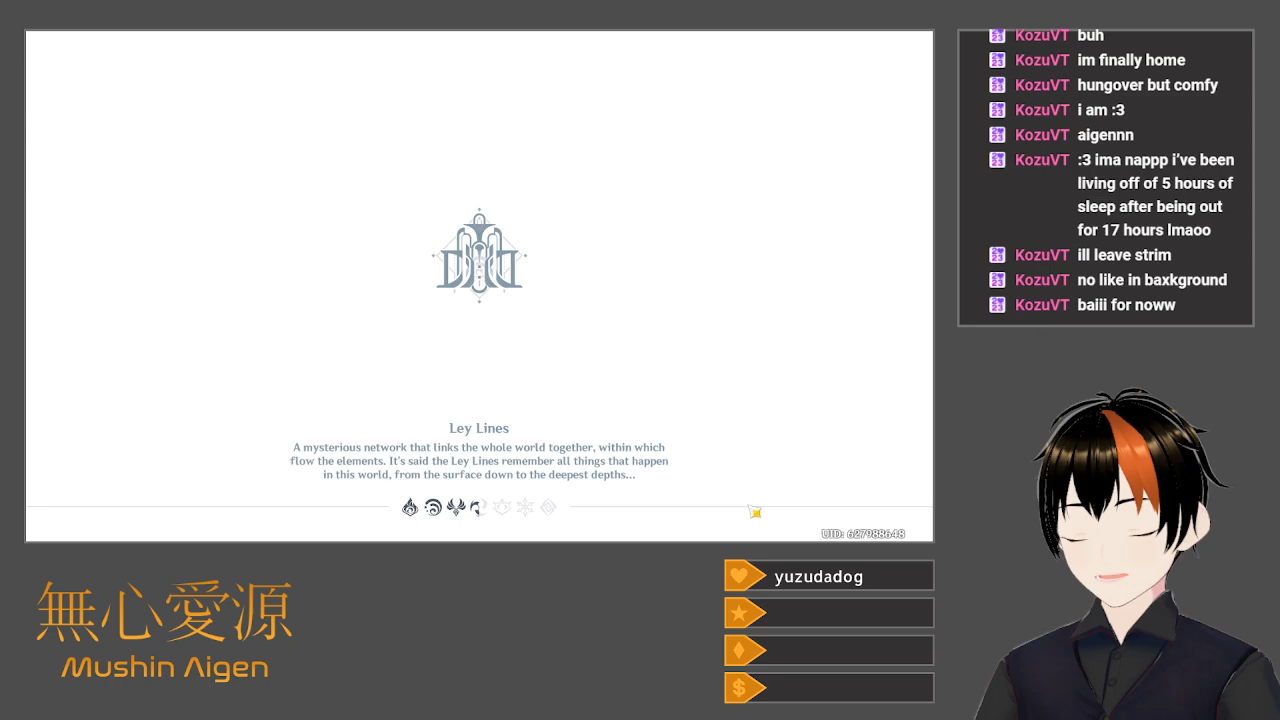 KozuVT buh
KozuVT im finally home
KozuVT hungover but comfy
KozuVT i am :3
KozuVT aigennn
KozuVT :3 ima nappp i've been
living off of 5 hours of
sleep after being out
for 17 hours lmaoo
KozuVT ill leave strim
KozuVT no like in baxkground
KozuVT baiii for noww
Ley Lines
A mysterious network that links the whole world together, within which
flow the elements. It's said the Ley Lines remember all things that happen
in this world, from the surface down to the deepest depths...
UID: 627988648
yuzudadog
無心愛源
Mushin Aigen